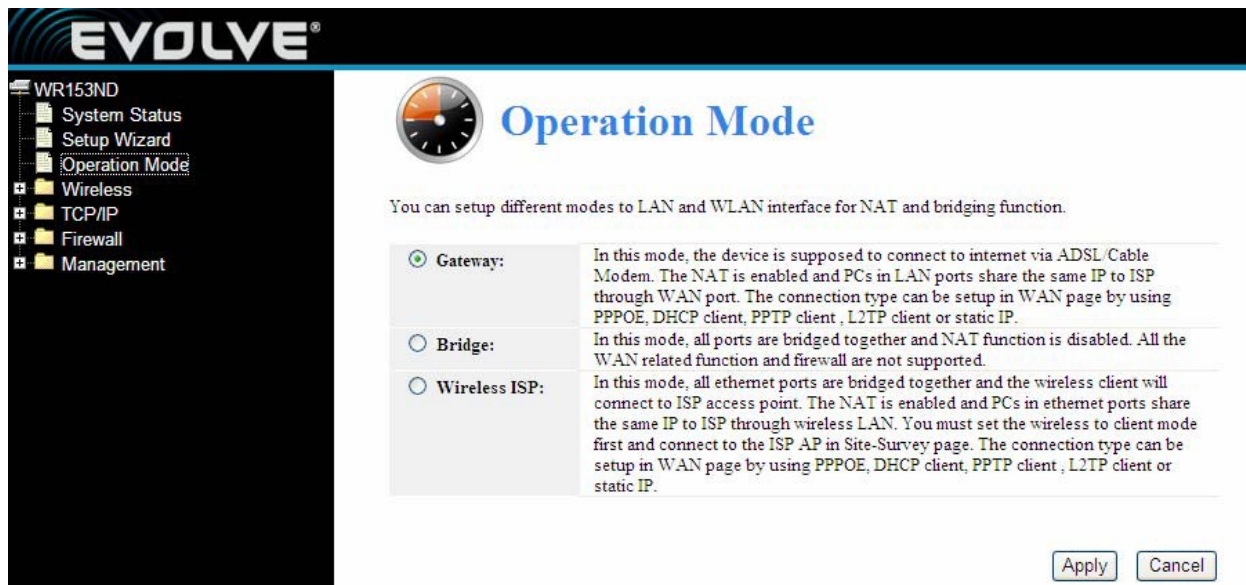 EVOLVE®
WR153ND
System Status
Setup Wizard
Operation Mode
Wireless
TCP/IP
Firewall
Management
Operation Mode
You can setup different modes to LAN and WLAN interface for NAT and bridging function.
Gateway:
In this mode, the device is supposed to connect to internet via ADSL/Cable
Modem. The NAT is enabled and PCs in LAN ports share the same IP to ISP
through WAN port. The connection type can be setup in WAN page by using
PPPOE, DHCP client, PPTP client , L2TP client or static IP.
Bridge:
In this mode, all ports are bridged together and NAT function is disabled. All the
WAN related function and firewall are not supported.
Wireless ISP:
In this mode, all ethernet ports are bridged together and the wireless client will
connect to ISP access point. The NAT is enabled and PCs in ethernet ports share
the same IP to ISP through wireless LAN. You must set the wireless to client mode
first and connect to the ISP AP in Site-Survey page. The connection type can be
setup in WAN page by using PPPOE, DHCP client, PPTP client , L2TP client or
static IP.
Apply
Cancel